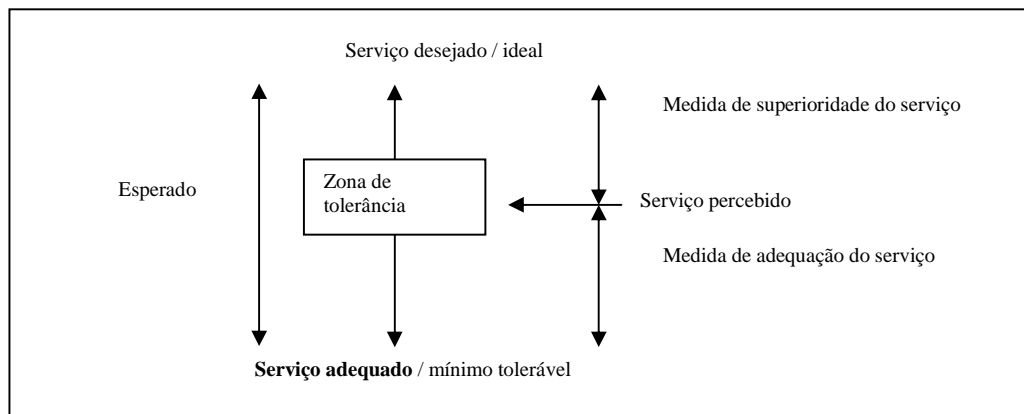 Serviço desejado / ideal
Medida de superioridade do serviço
Esperado
Zona de
tolerância
Serviço percebido
Medida de adequação do serviço
Serviço adequado / mínimo tolerável